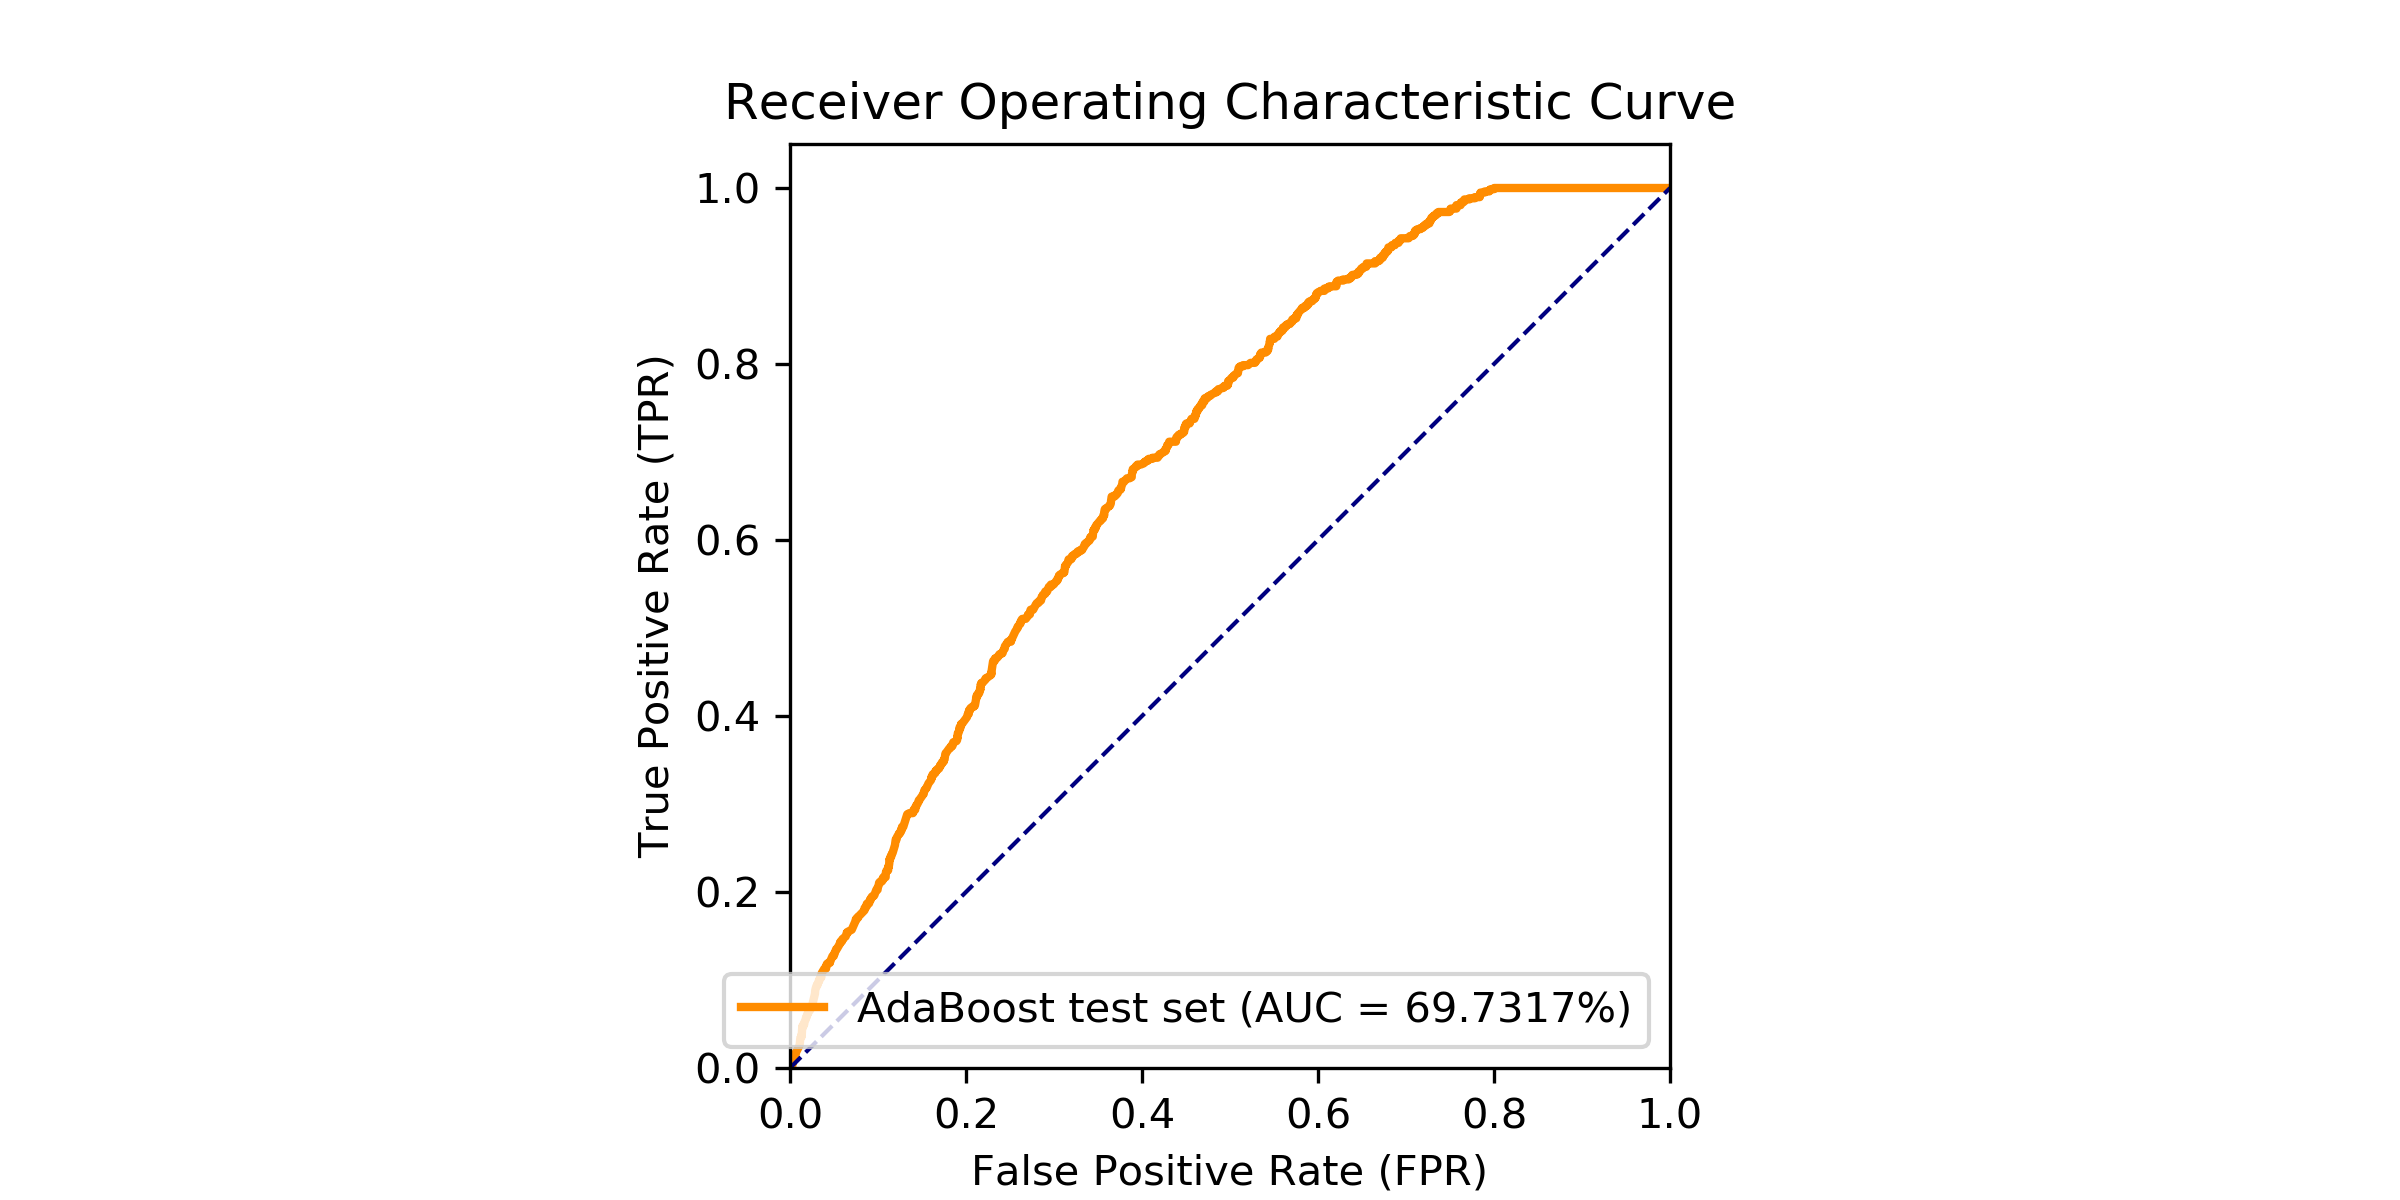 Receiver Operating Characteristic Curve
True Positive Rate (TPR)
1.0
0.8
0.6
0.4
0.2
0.0
AdaBoost test set (AUC = 69.7317%)
0.0 0.2 0.4 0.6 0.8 1.0
False Positive Rate (FPR)